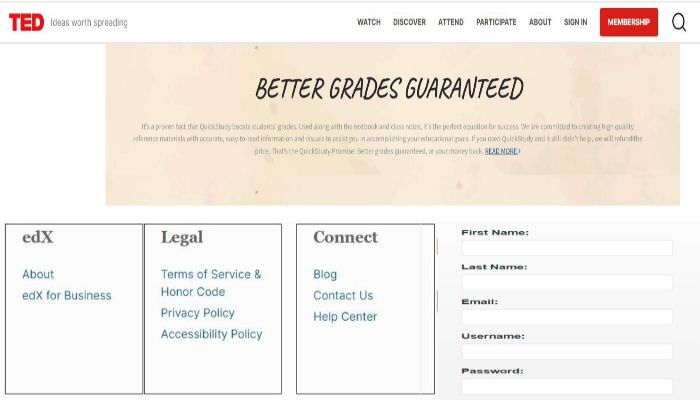 TED Ideas worth spreading WATCH DISCOVER ATTEND PARTICIPATE ABOUT SIGN IN MEMBERSHIP
BETTER GRADES GUARANTEED
It's a proven fact that QuickStudy boosts students' grades. Used along with the textbook and class notes, it's the perfect equation for success. We are committed to creating high quality
reference materials with accurate, easy-to-read information and visuals to assist you in accomplishing your educational goals. If you used QuickStudy and it still didn't help, we will refund the
price. That's the QuickStudy Promise: Better grades guaranteed, or your money back. READ MORE>
edX
About
edX for Business
Legal
Terms of Service &
Honor Code
Privacy Policy
Accessibility Policy
Connect
Blog
Contact Us
Help Center
First Name:
Last Name:
Email:
Username:
Password: